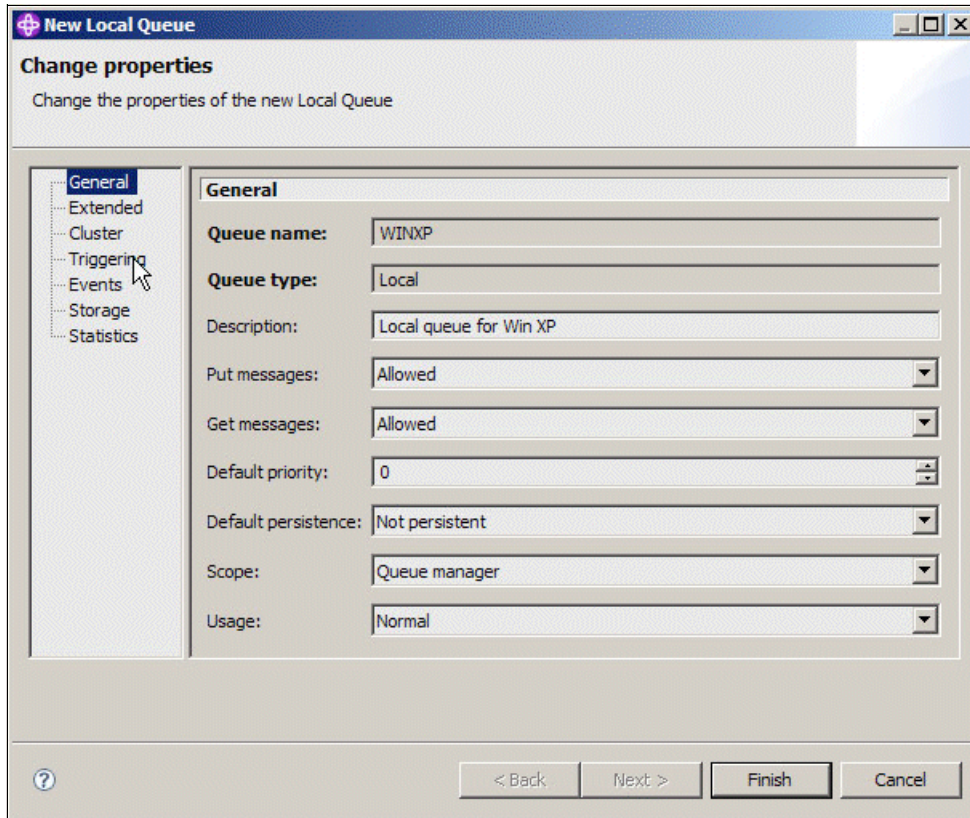 New Local Queue
Change properties
Change the properties of the new Local Queue
General
Extended
Cluster
Triggering
Events
Storage
Statistics
General
Queue name: WINXP
Queue type: Local
Description: Local queue for Win XP
Put messages: Allowed
Get messages: Allowed
Default priority: 0
Default persistence: Not persistent
Scope: Queue manager
Usage: Normal
? < Back Next > Finish Cancel